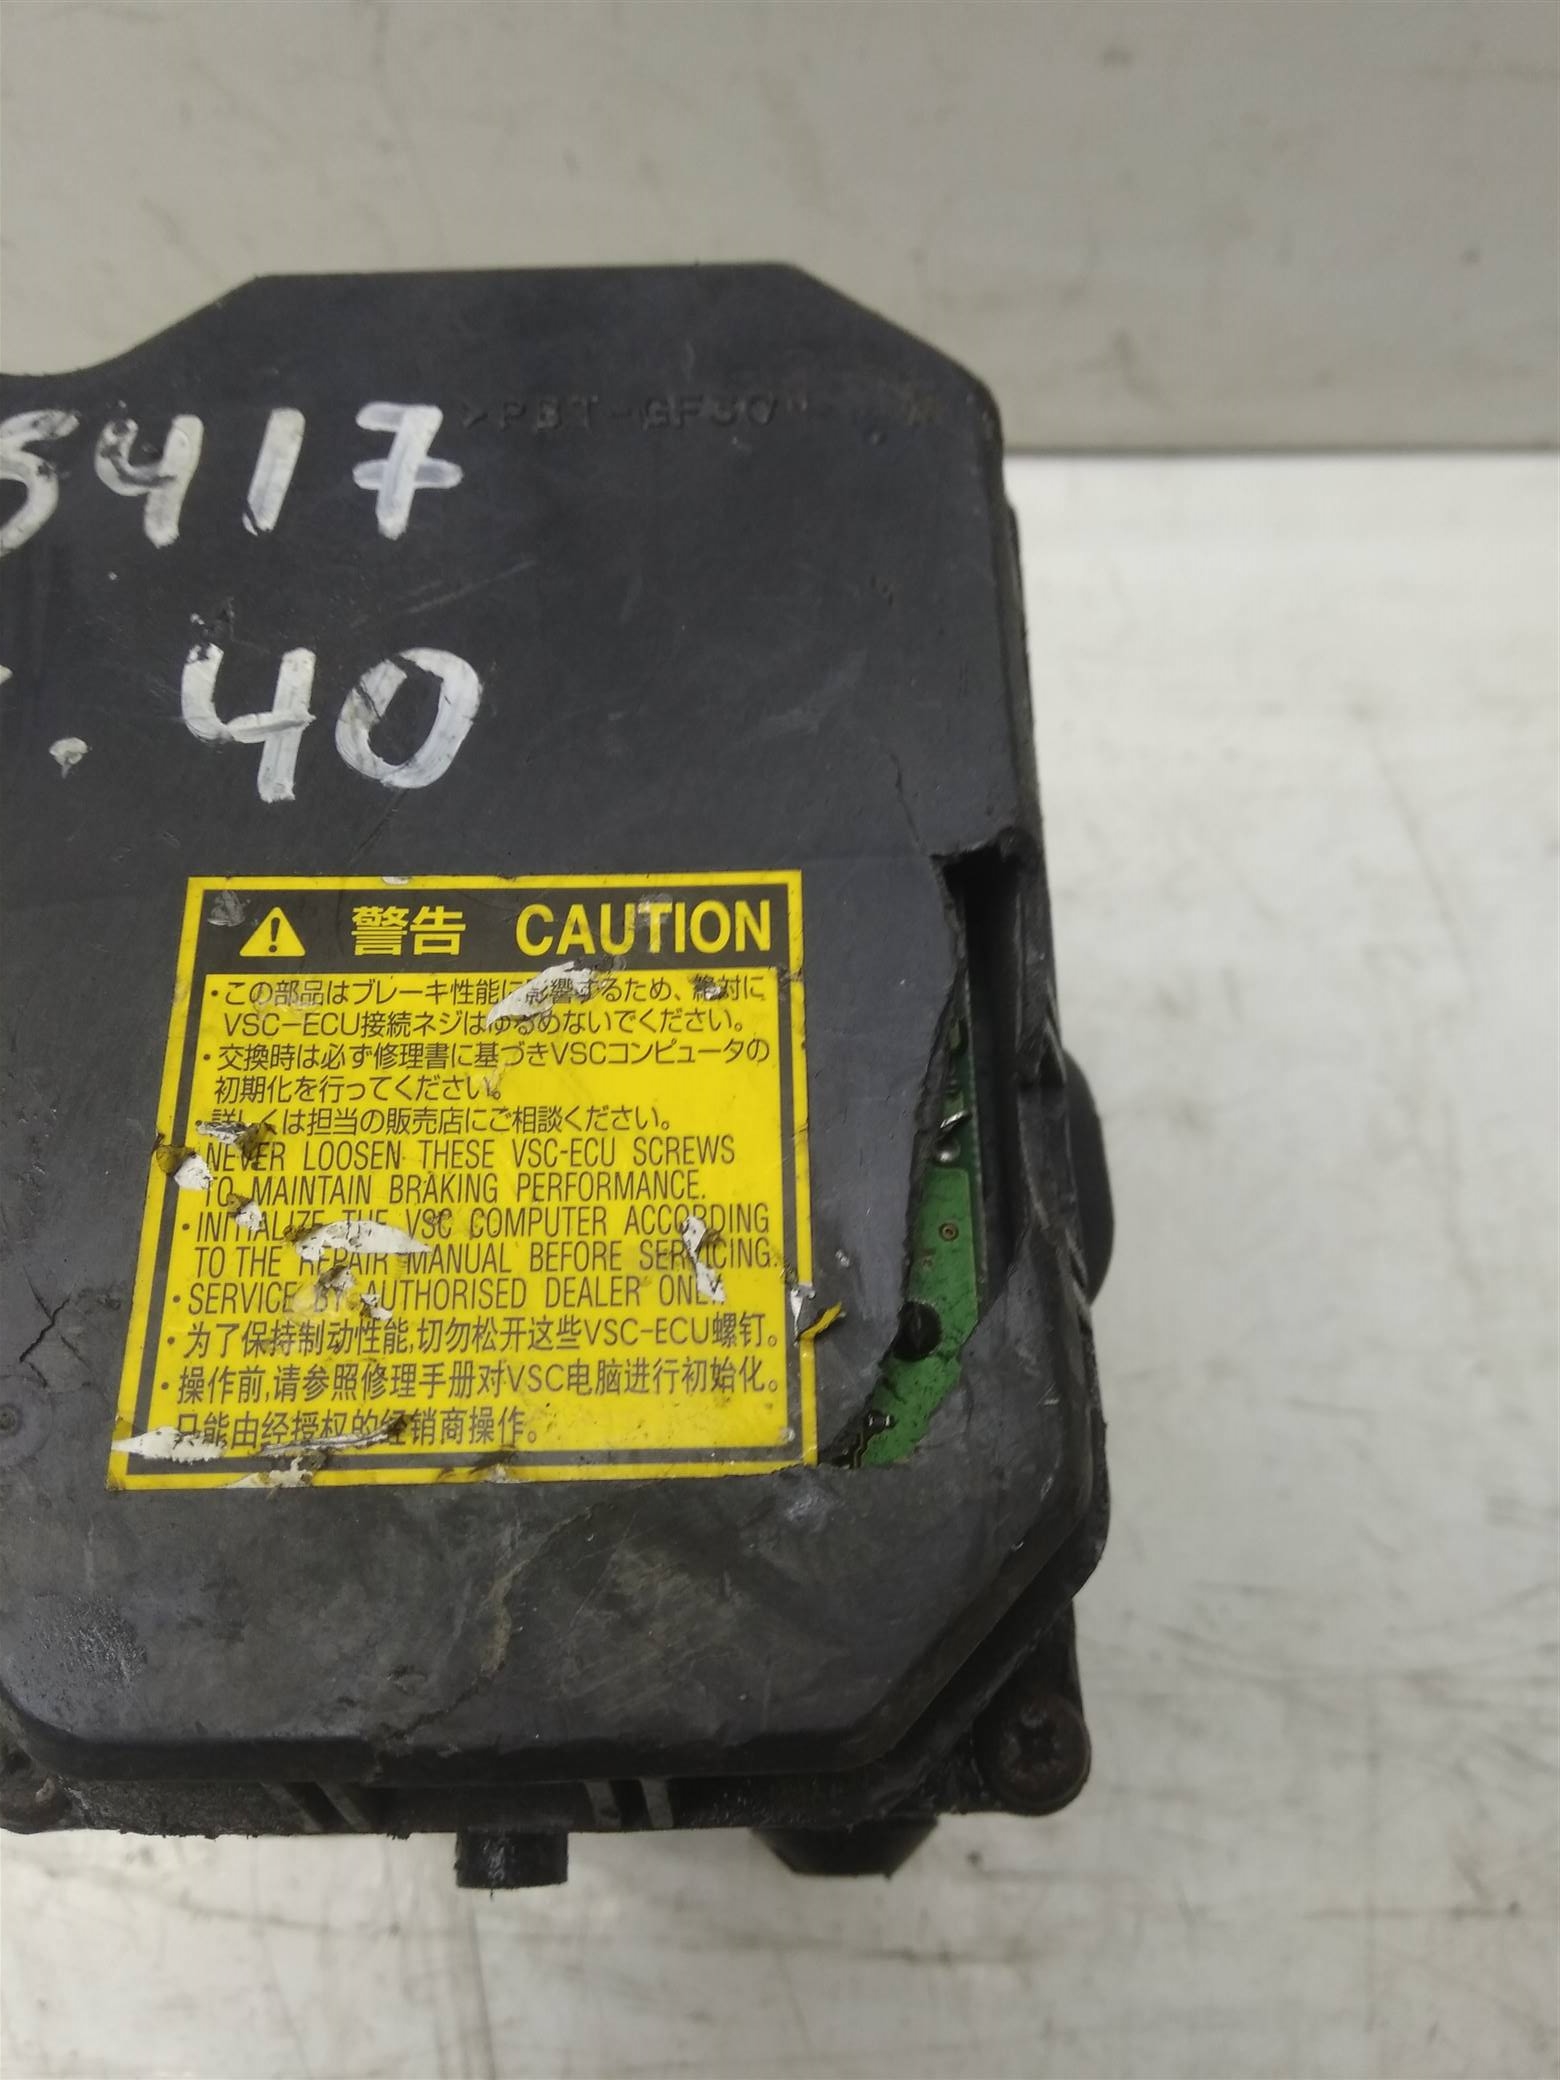 >PBT-GF30<
5417
. 40
警告 CAUTION
・この部品はブレーキ性能に影響するため、絶対に
VSC-ECU接続ネジはゆるめないでください。
・交換時は必ず修理書に基づきVSCコンピュータの
初期化を行ってください。
・詳しくは担当の販売店にご相談ください。
NEVER LOOSEN THESE VSC-ECU SCREWS
TO MAINTAIN BRAKING PERFORMANCE.
・INITIALIZE THE VSC COMPUTER ACCORDING
TO THE REPAIR MANUAL BEFORE SERVICING.
・SERVICE BY AUTHORISED DEALER ONLY.
・为了保持制动性能,切勿松开这些VSC-ECU螺钉。
・操作前,请参照修理手册对VSC电脑进行初始化。
只能由经授权的经销商操作。